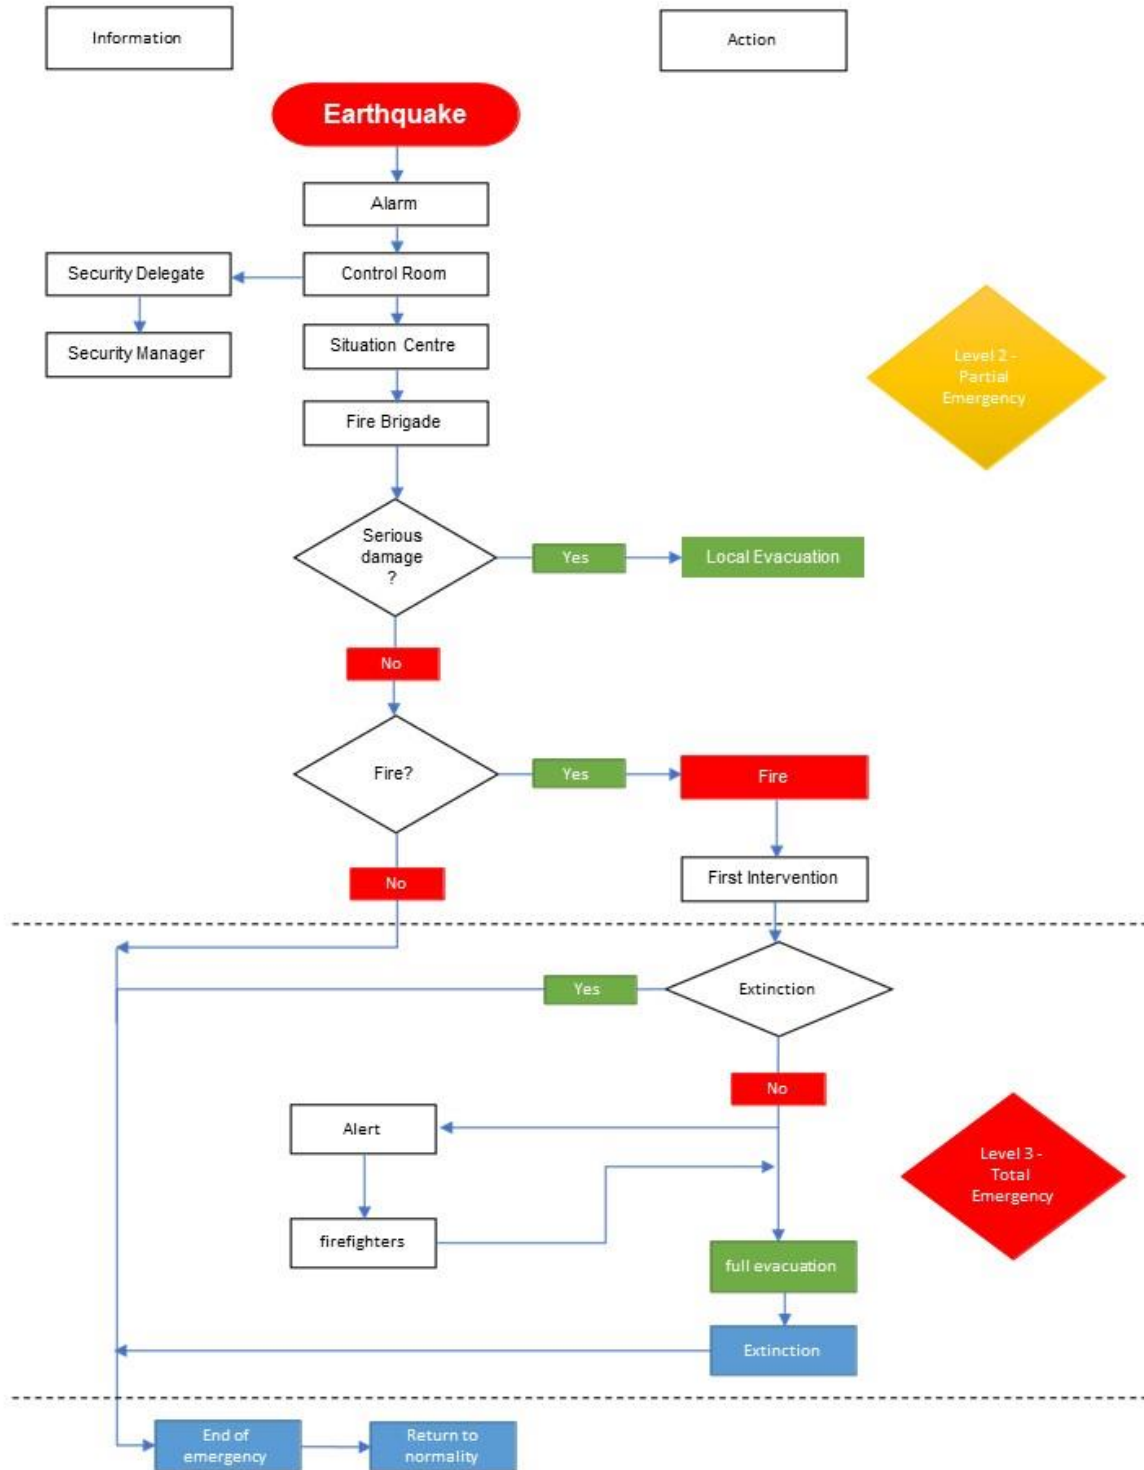 Information
Action
Earthquake
Alarm
Security Delegate
Control Room
Security Manager
Situation Centre
Level 2 -
Partial
Emergency
Fire Brigade
Serious
damage
?
Yes
Local Evacuation
No
Fire?
Yes
Fire
No
First Intervention
Yes
Extinction
No
Alert
Level 3 -
Total
Emergency
firefighters
full evacuation
Extinction
End of
emergency
Return to
normality